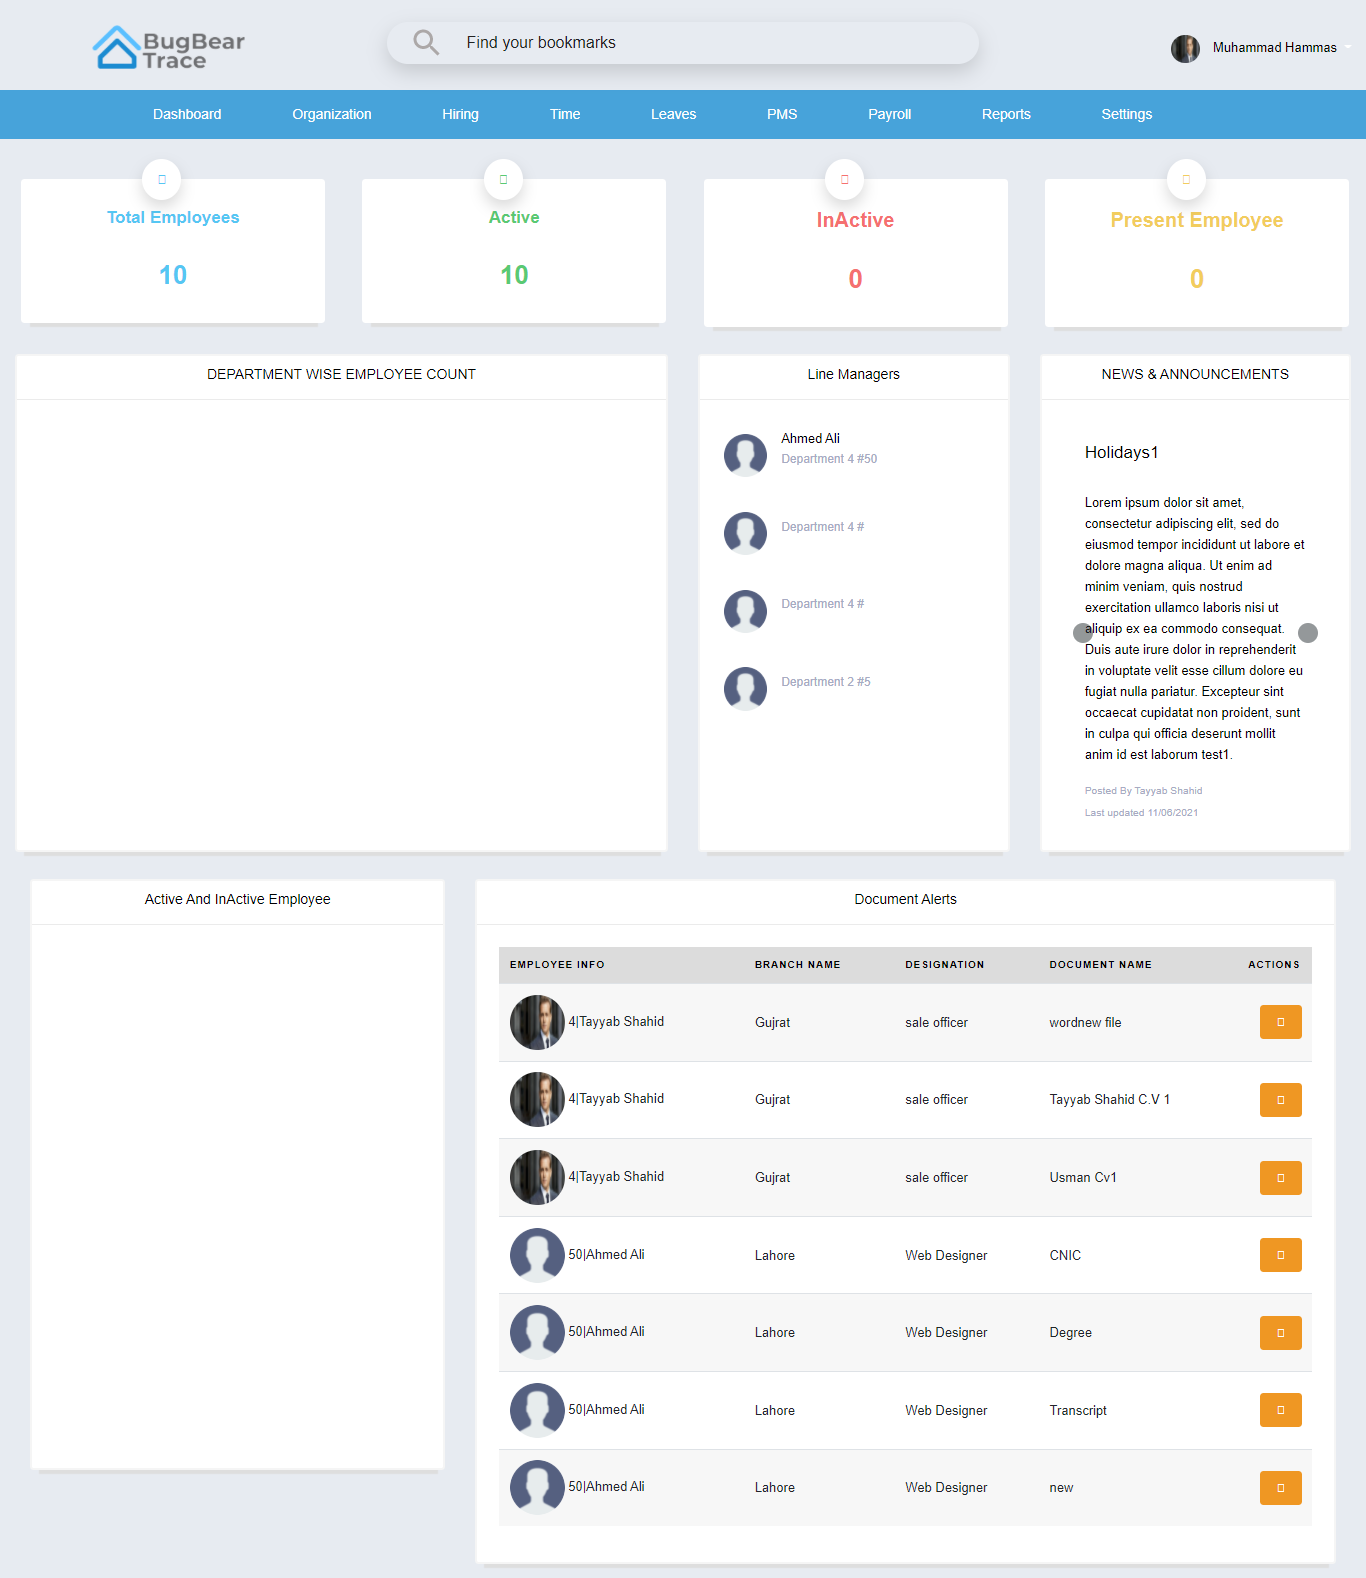 BugBear
Trace
Find your bookmarks
Muhammad Hammas
Dashboard Organization Hiring Time Leaves PMS Payroll Reports Settings
Total Employees
10
Active
10
InActive
0
Present Employee
0
DEPARTMENT WISE EMPLOYEE COUNT
Line Managers
Ahmed Ali
Department 4 #50
Department 4 #
Department 4 #
Department 2 #5
NEWS & ANNOUNCEMENTS
Holidays1
Lorem ipsum dolor sit amet,
consectetur adipiscing elit, sed do
eiusmod tempor incididunt ut labore et
dolore magna aliqua. Ut enim ad
minim veniam, quis nostrud
exercitation ullamco laboris nisi ut
aliquip ex ea commodo consequat.
Duis aute irure dolor in reprehenderit
in voluptate velit esse cillum dolore eu
fugiat nulla pariatur. Excepteur sint
occaecat cupidatat non proident, sunt
in culpa qui officia deserunt mollit
anim id est laborum test1.
Posted By Tayyab Shahid
Last updated 11/06/2021
Active And InActive Employee
Document Alerts
EMPLOYEE INFO BRANCH NAME DESIGNATION DOCUMENT NAME ACTIONS
4|Tayyab Shahid Gujrat sale officer wordnew file
4|Tayyab Shahid Gujrat sale officer Tayyab Shahid C.V 1
4|Tayyab Shahid Gujrat sale officer Usman Cv1
50|Ahmed Ali Lahore Web Designer CNIC
50|Ahmed Ali Lahore Web Designer Degree
50|Ahmed Ali Lahore Web Designer Transcript
50|Ahmed Ali Lahore Web Designer new